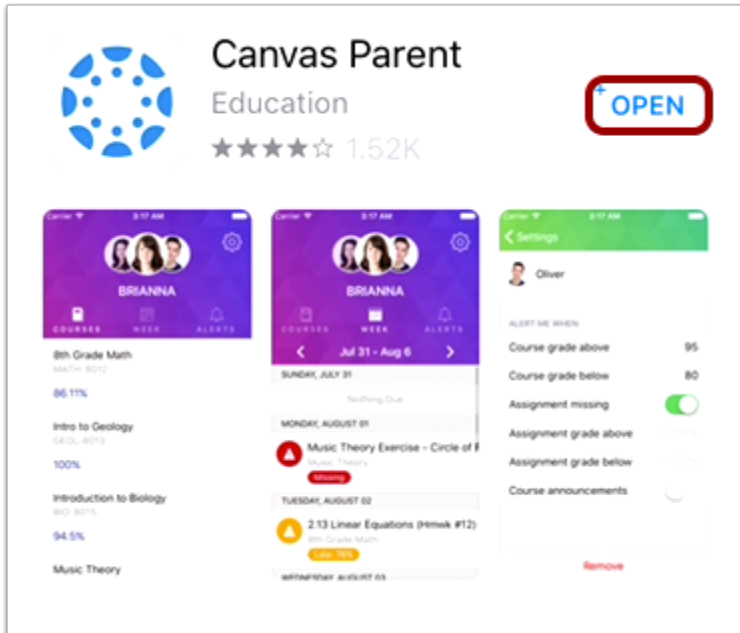 Canvas Parent
Education
OPEN
1.52K
Carrier 3:17 AM
BRIANNA
COURSES WEEK ALERTS
8th Grade Math
MATH-8012
86.11%
Intro to Geology
GEOL-8013
100%
Introduction to Biology
BIO-8015
94.5%
Music Theory
Carrier 3:17 AM
BRIANNA
COURSES WEEK ALERTS
Jul 31 - Aug 6
SUNDAY, JULY 31
Nothing Due
MONDAY, AUGUST 01
Music Theory Exercise - Circle of F
Music Theory
Missing
TUESDAY, AUGUST 02
2.13 Linear Equations (Hmwk #12)
8th Grade Math
Late: 78%
WEDNESDAY, AUGUST 03
Carrier 3:17 AM
Settings
Oliver
ALERT ME WHEN:
Course grade above 95
Course grade below 80
Assignment missing
Assignment grade above
Assignment grade below
Course announcements
Remove